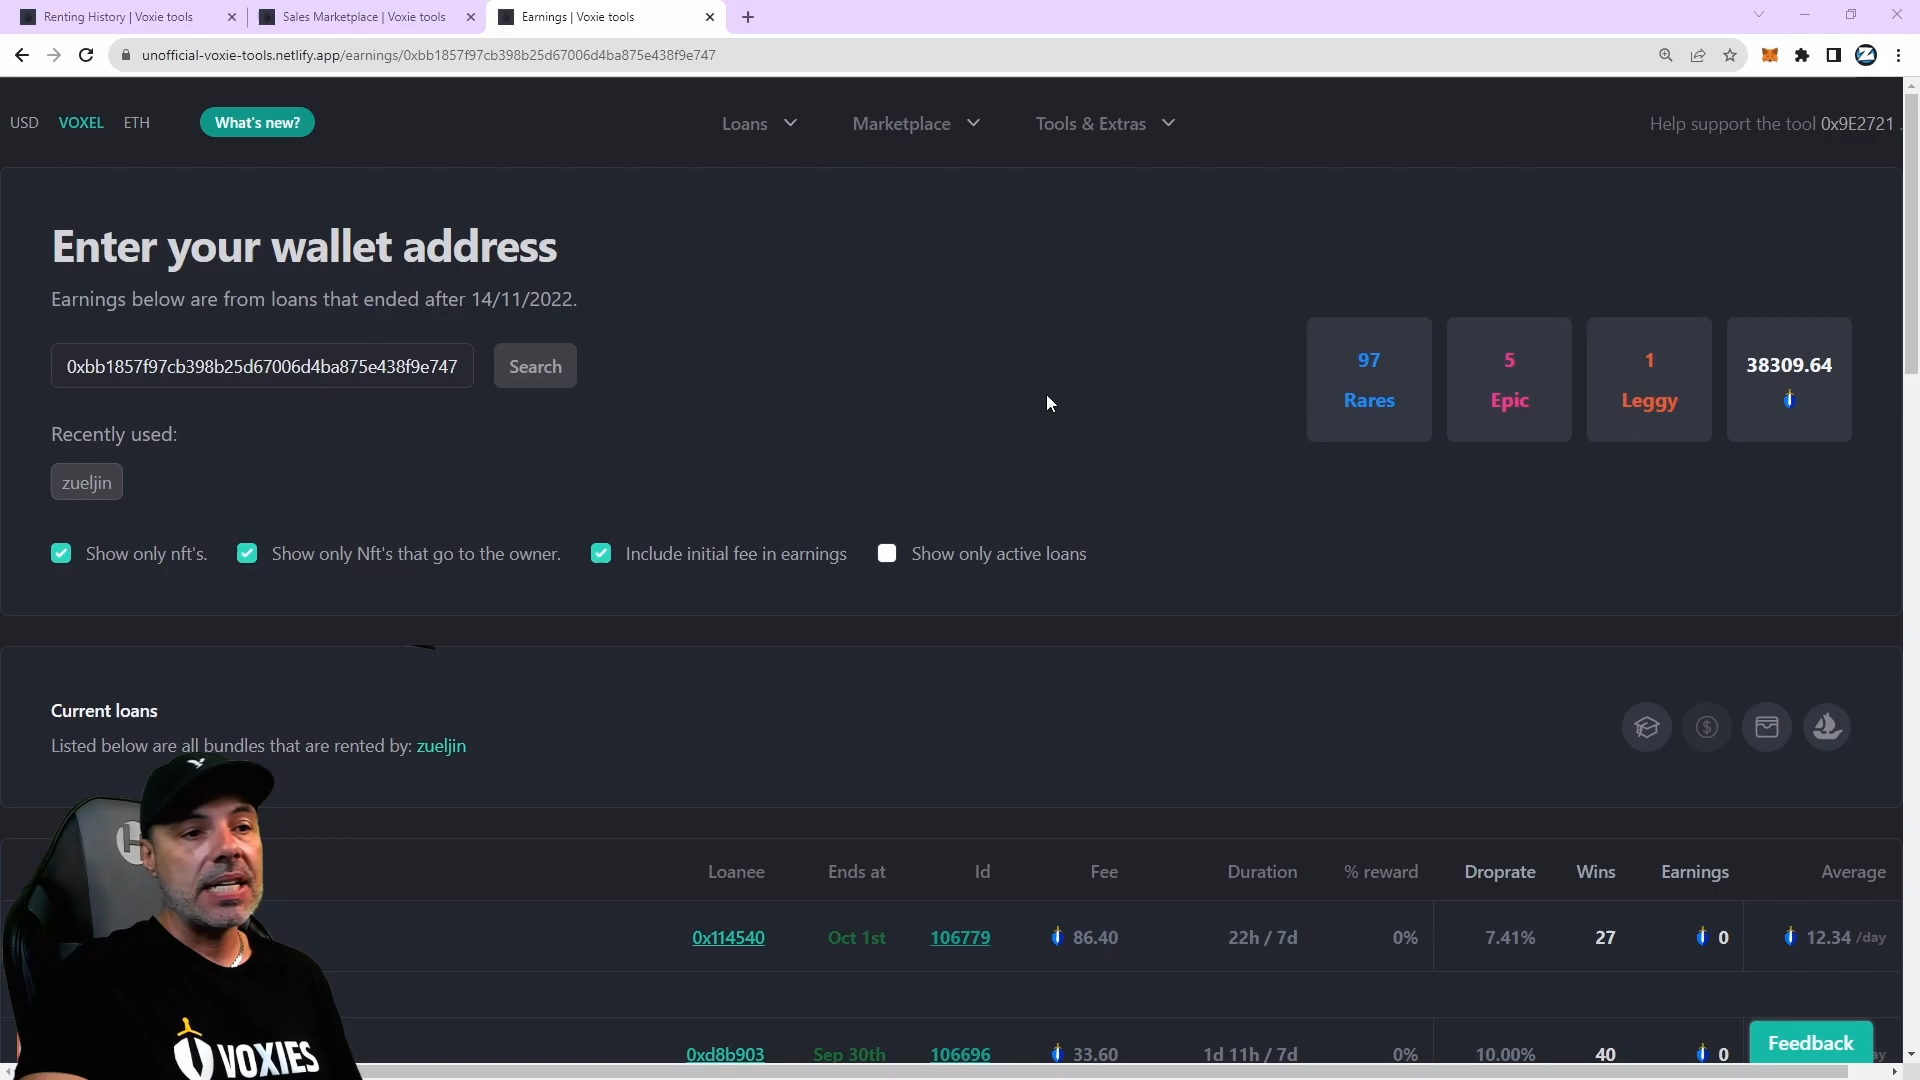 Renting History | Voxie tools
Sales Marketplace | Voxie tools
Earnings | Voxie tools
unofficial-voxie-tools.netlify.app/earnings/0xbb1857f97cb398b25d67006d4ba875e438f9e747
USD VOXEL ETH What's new? Loans Marketplace Tools & Extras Help support the tool 0x9E2721
Enter your wallet address
Earnings below are from loans that ended after 14/11/2022.
0xbb1857f97cb398b25d67006d4ba875e438f9e747 Search
Recently used:
zueljin
97
Rares
5
Epic
1
Leggy
38309.64
Show only nft's. Show only Nft's that go to the owner. Include initial fee in earnings Show only active loans
Current loans
Listed below are all bundles that are rented by: zueljin
Loanee Ends at Id Fee Duration % reward Droprate Wins Earnings Average
0x114540 Oct 1st 106779 86.40 22h / 7d 0% 7.41% 27 0 12.34 /day
0xd8b903 Sep 30th 106696 33.60 1d 11h / 7d 0% 10.00% 40 0
Feedback
VOXIES